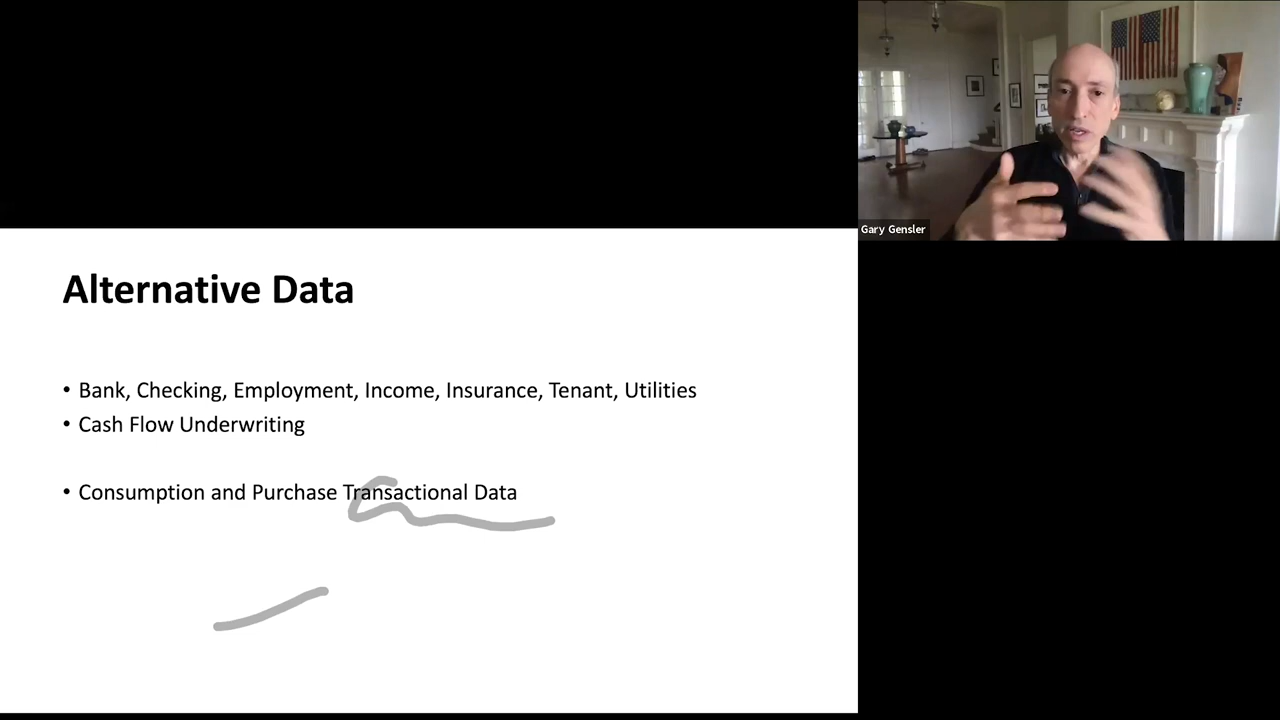 Gary Gensler
Alternative Data
• Bank, Checking, Employment, Income, Insurance, Tenant, Utilities
• Cash Flow Underwriting
• Consumption and Purchase Transactional Data